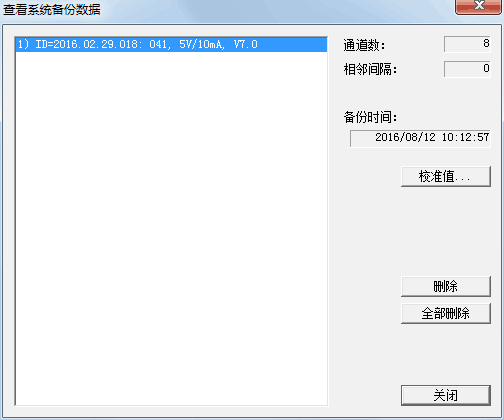 查看系统备份数据
1) ID=2016.02.29.018: 041, 5V/10mA, V7.0
通道数: 8
相邻间隔: 0
备份时间:
2016/08/12 10:12:57
校准值...
删除
全部删除
关闭